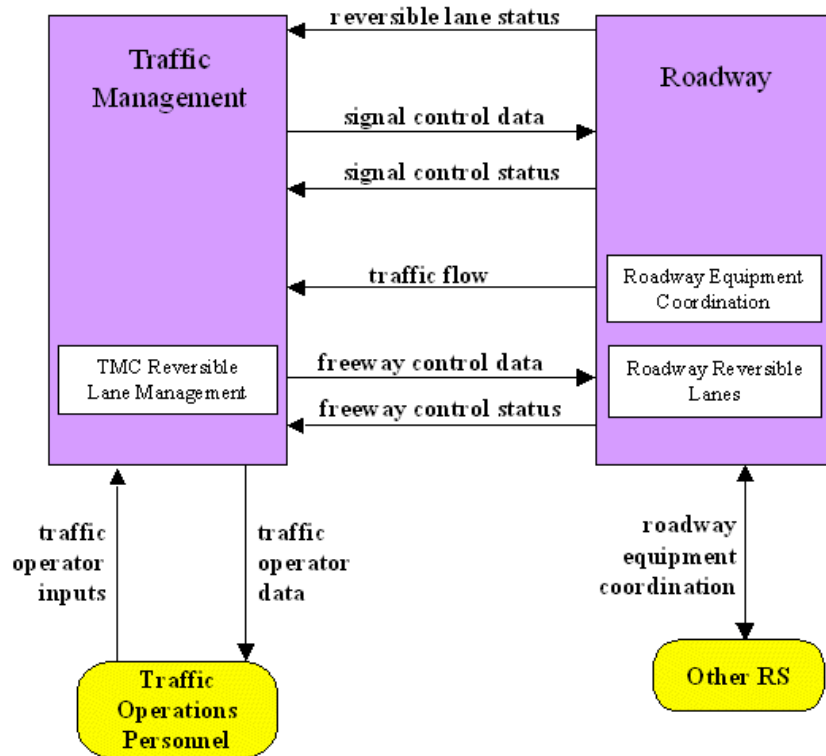 reversible lane status
Traffic
Management
Roadway
signal control data
signal control status
traffic flow
Roadway Equipment
Coordination
TMC Reversible
Lane Management
freeway control data
Roadway Reversible
Lanes
freeway control status
traffic
operator
inputs
traffic
operator
data
roadway
equipment
coordination
Traffic
Operations
Personnel
Other RS